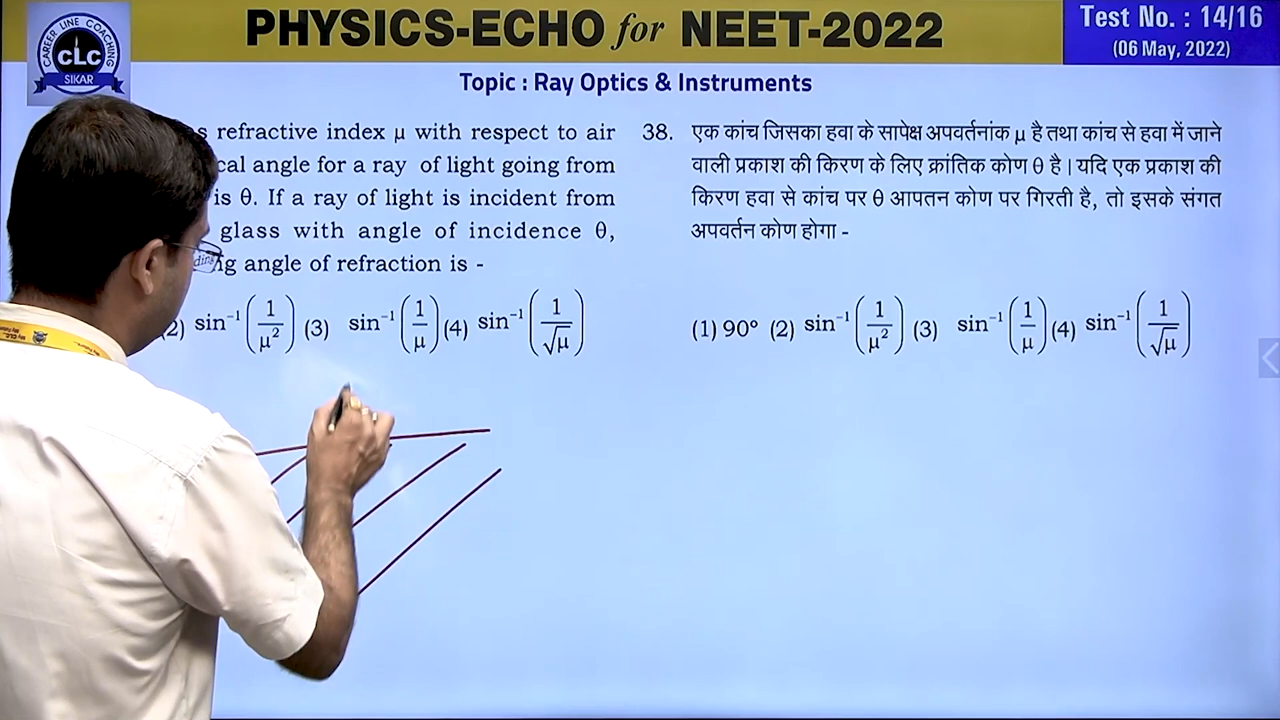 CAREER LINE COACHING
CLC
SIKAR
PHYSICS-ECHO for NEET-2022
Test No. : 14/16
(06 May, 2022)
Topic : Ray Optics & Instruments
refractive index μ with respect to air
angle for a ray of light going from
is θ. If a ray of light is incident from
glass with angle of incidence θ,
angle of refraction is -
(2) sin⁻¹(1/μ²) (3) sin⁻¹(1/μ) (4) sin⁻¹(1/√μ)
38. एक कांच जिसका हवा के सापेक्ष अपवर्तनांक μ है तथा कांच से हवा में जाने
वाली प्रकाश की किरण के लिए क्रांतिक कोण θ है। यदि एक प्रकाश की
किरण हवा से कांच पर θ आपतन कोण पर गिरती है, तो इसके संगत
अपवर्तन कोण होगा -
(1) 90° (2) sin⁻¹(1/μ²) (3) sin⁻¹(1/μ) (4) sin⁻¹(1/√μ)